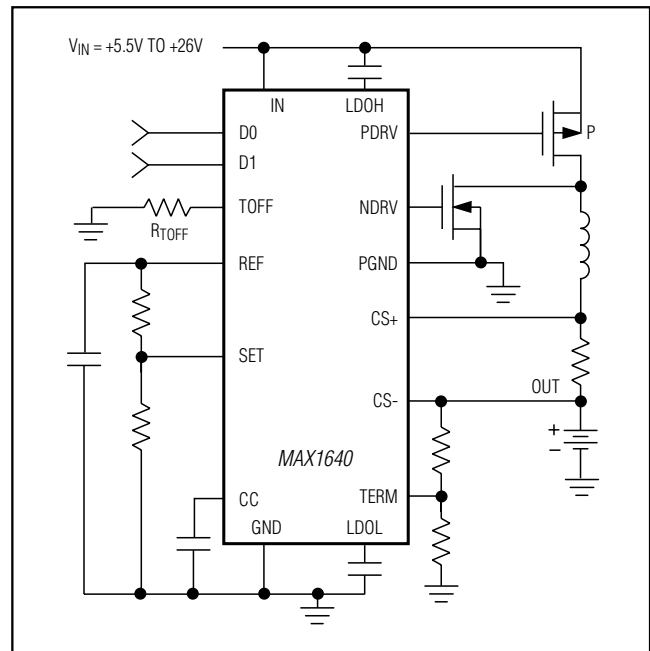 V_IN = +5.5V TO +26V
IN
LDOH
D0
PDRV
P
D1
TOFF
NDRV
R_TOFF
REF
PGND
CS+
SET
OUT
CS-
+
−
MAX1640
TERM
CC
GND
LDOL